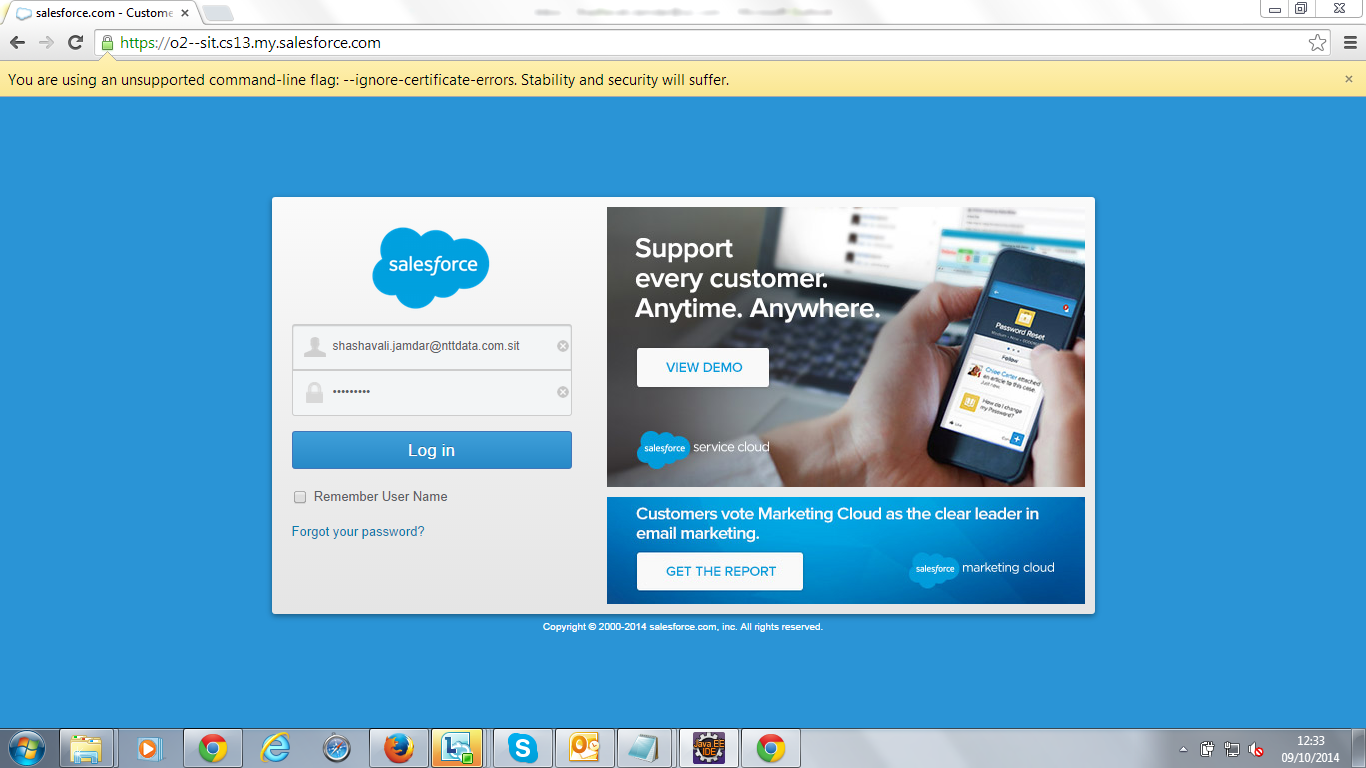 salesforce.com - Custome
https://o2--sit.cs13.my.salesforce.com
You are using an unsupported command-line flag: --ignore-certificate-errors. Stability and security will suffer.
salesforce
shashavali.jamdar@nttdata.com.sit
•••••••••
Log in
Remember User Name
Forgot your password?
Support
every customer.
Anytime. Anywhere.
VIEW DEMO
salesforce service cloud
Password Reset
Follow
Chloe Carter attached
an article to this case.
Just now.
How do I change
my Password?
Like
Customers vote Marketing Cloud as the clear leader in
email marketing.
GET THE REPORT
salesforce marketing cloud
Copyright © 2000-2014 salesforce.com, inc. All rights reserved.
Java EE
IDE
12:33
09/10/2014